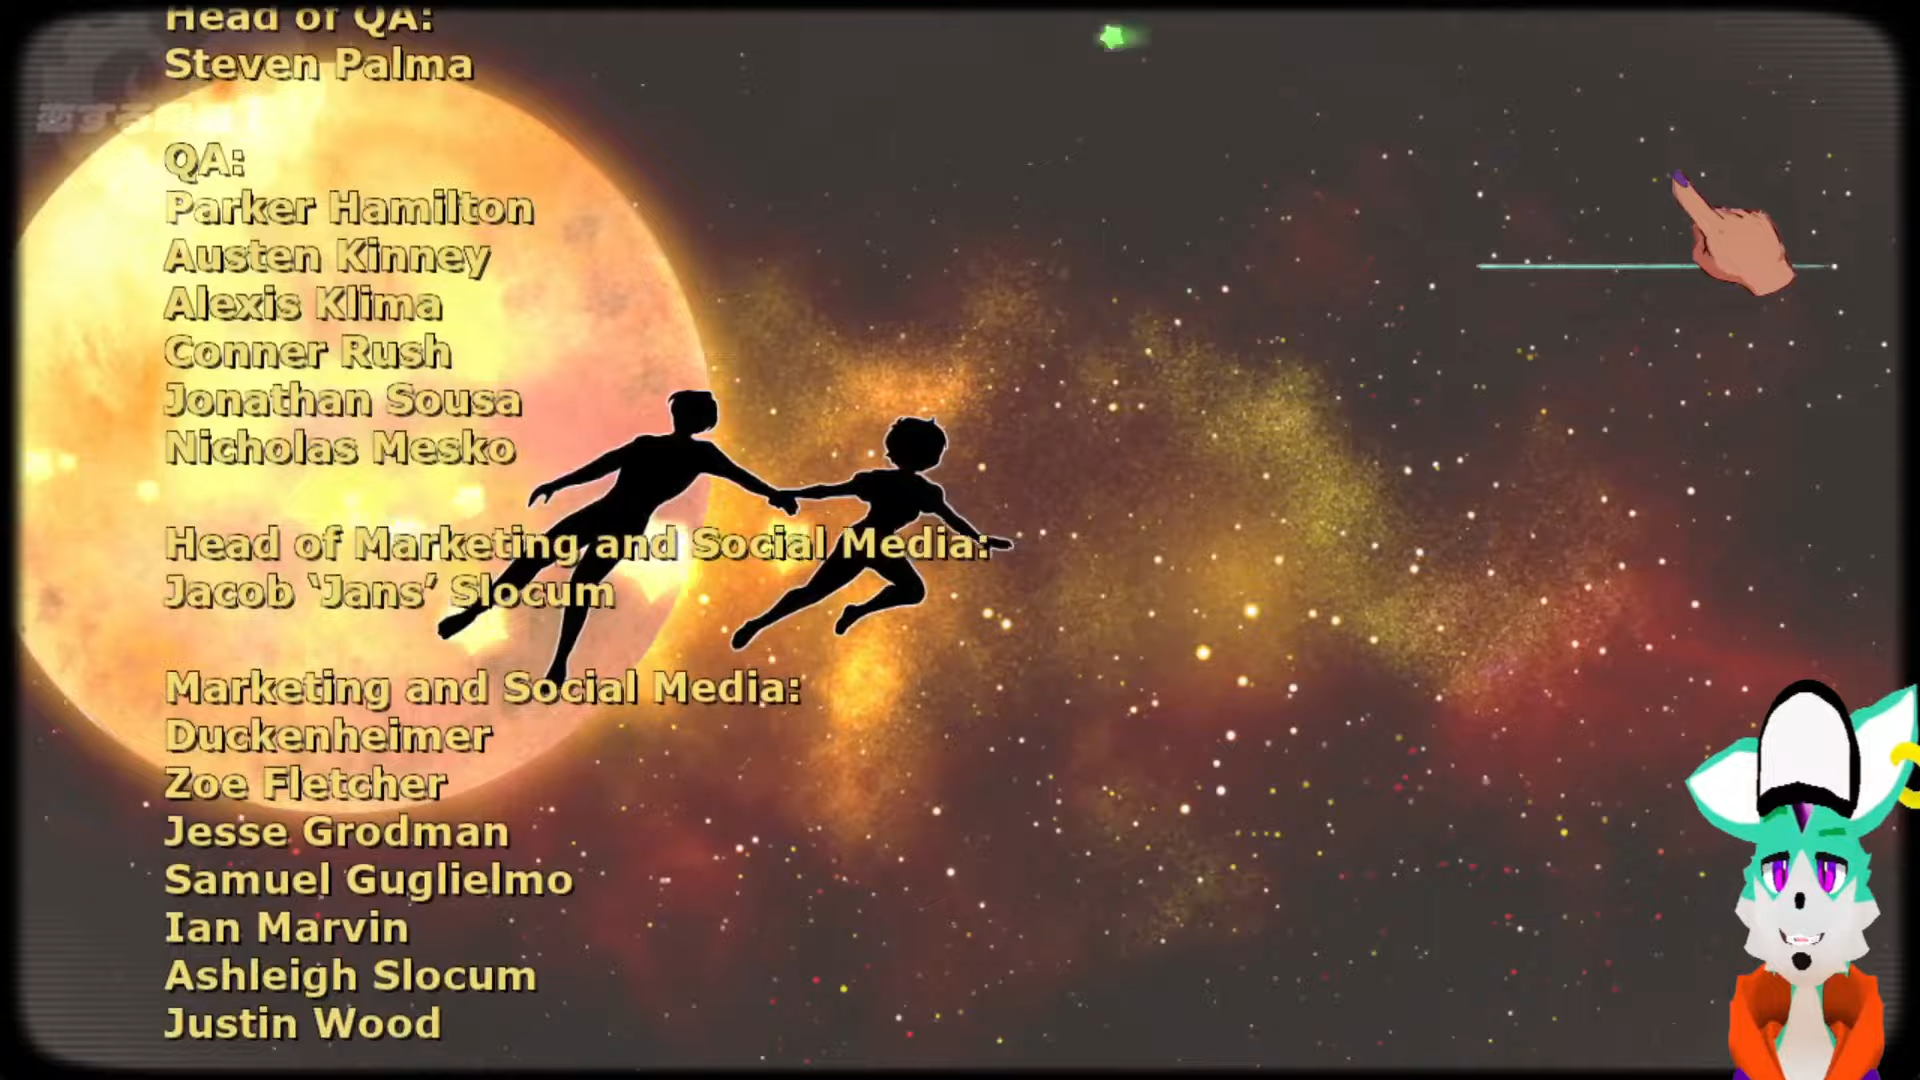 Head of QA:
Steven Palma
QA:
Parker Hamilton
Austen Kinney
Alexis Klima
Conner Rush
Jonathan Sousa
Nicholas Mesko
Head of Marketing and Social Media:
Jacob ‘Jans’ Slocum
Marketing and Social Media:
Duckenheimer
Zoe Fletcher
Jesse Grodman
Samuel Guglielmo
Ian Marvin
Ashleigh Slocum
Justin Wood